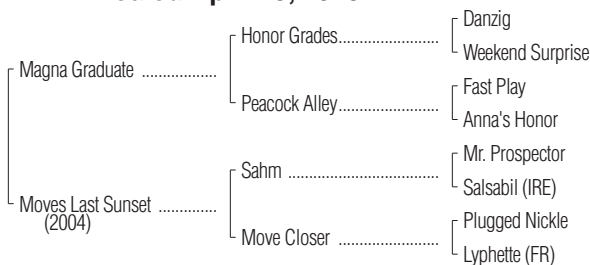 Danzig
Honor Grades
Weekend Surprise
Magna Graduate
Fast Play
Peacock Alley
Anna's Honor
Mr. Prospector
Sahm
Salsabil (IRE)
Moves Last Sunset
(2004)
Plugged Nickle
Move Closer
Lyphette (FR)